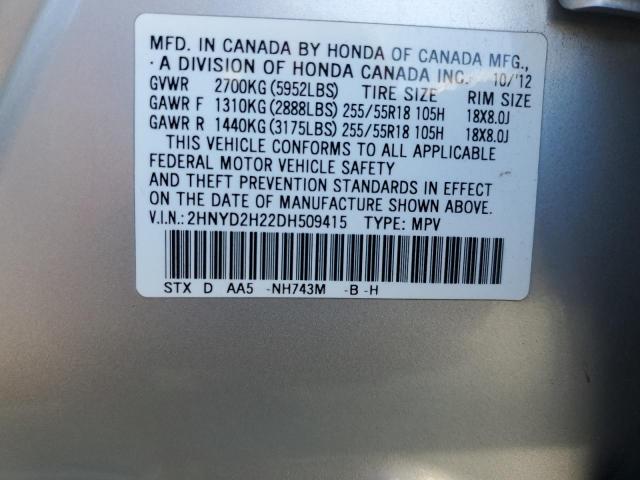 MFD. IN CANADA BY HONDA OF CANADA MFG.,
· A DIVISION OF HONDA CANADA INC. 10/'12
GVWR 2700KG (5952LBS) TIRE SIZE RIM SIZE
GAWR F 1310KG (2888LBS) 255/55R18 105H 18X8.0J
GAWR R 1440KG (3175LBS) 255/55R18 105H 18X8.0J
THIS VEHICLE CONFORMS TO ALL APPLICABLE
FEDERAL MOTOR VEHICLE SAFETY
AND THEFT PREVENTION STANDARDS IN EFFECT
ON THE DATE OF MANUFACTURE SHOWN ABOVE.
V.I.N.: 2HNYD2H22DH509415 TYPE: MPV
STX D AA5 -NH743M -B -H